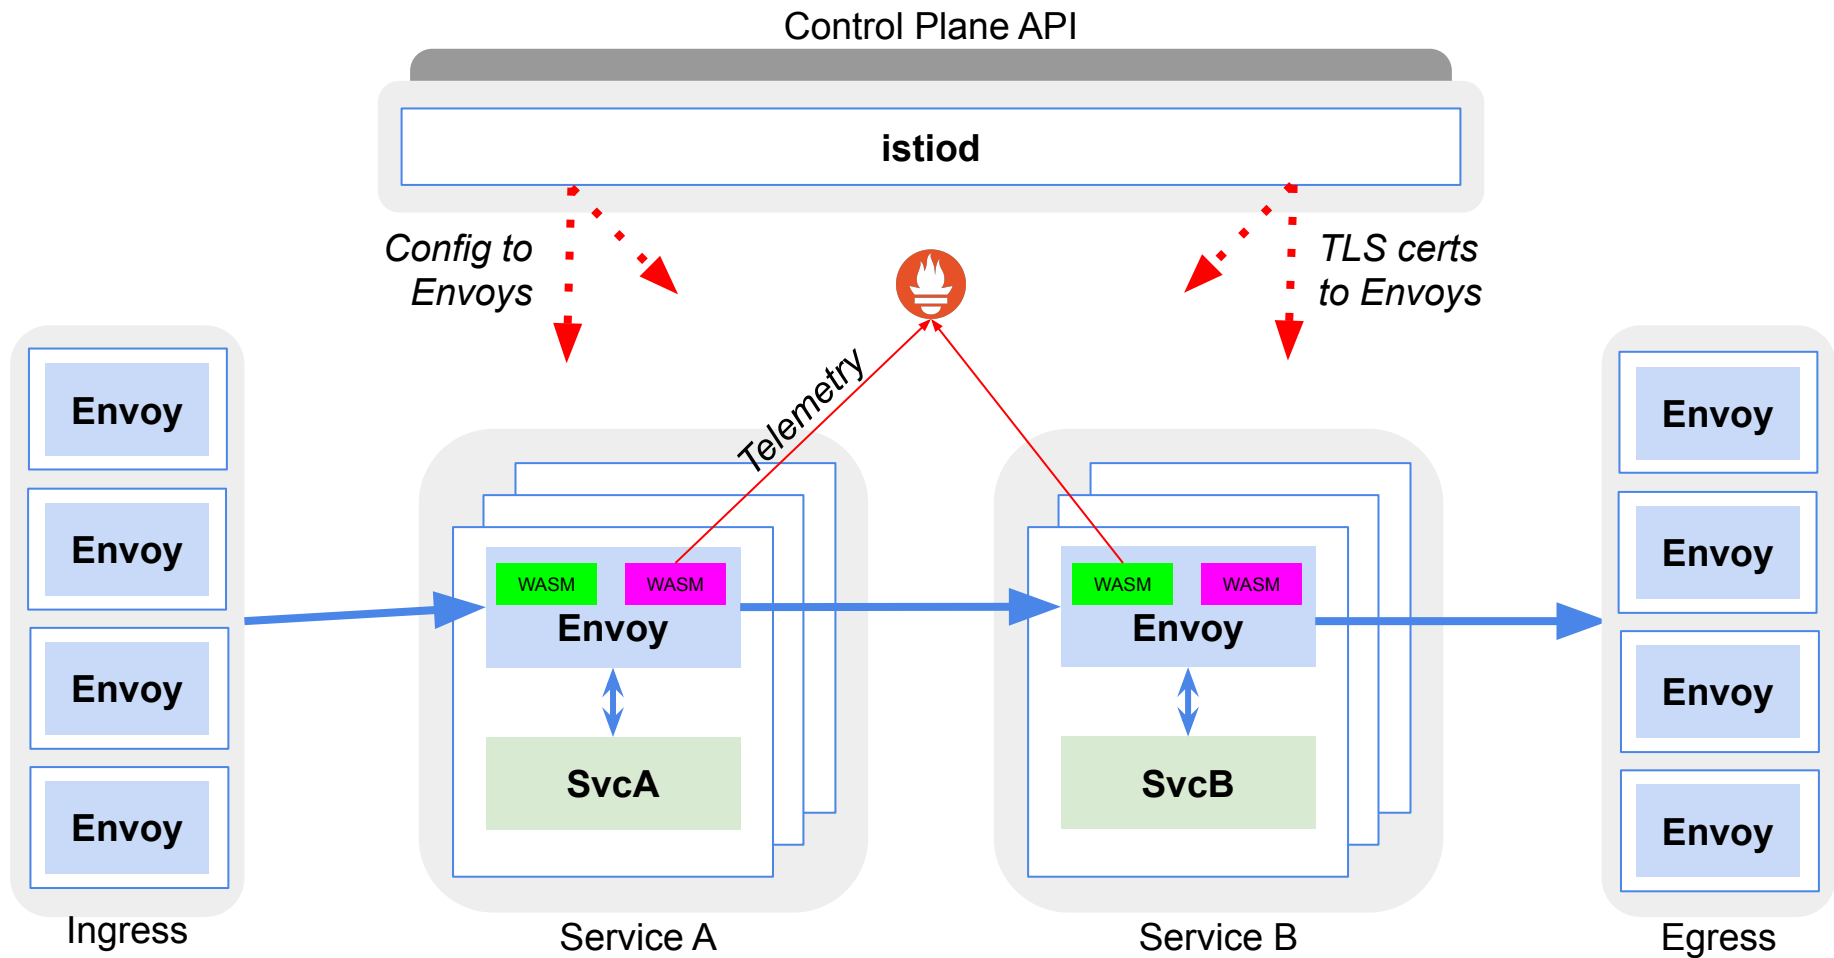 Control Plane API
istiod
Config to
Envoys
TLS certs
to Envoys
Telemetry
Envoy
Envoy
Envoy
Envoy
Ingress
WASM
WASM
Envoy
SvcA
Service A
WASM
WASM
Envoy
SvcB
Service B
Envoy
Envoy
Envoy
Envoy
Egress